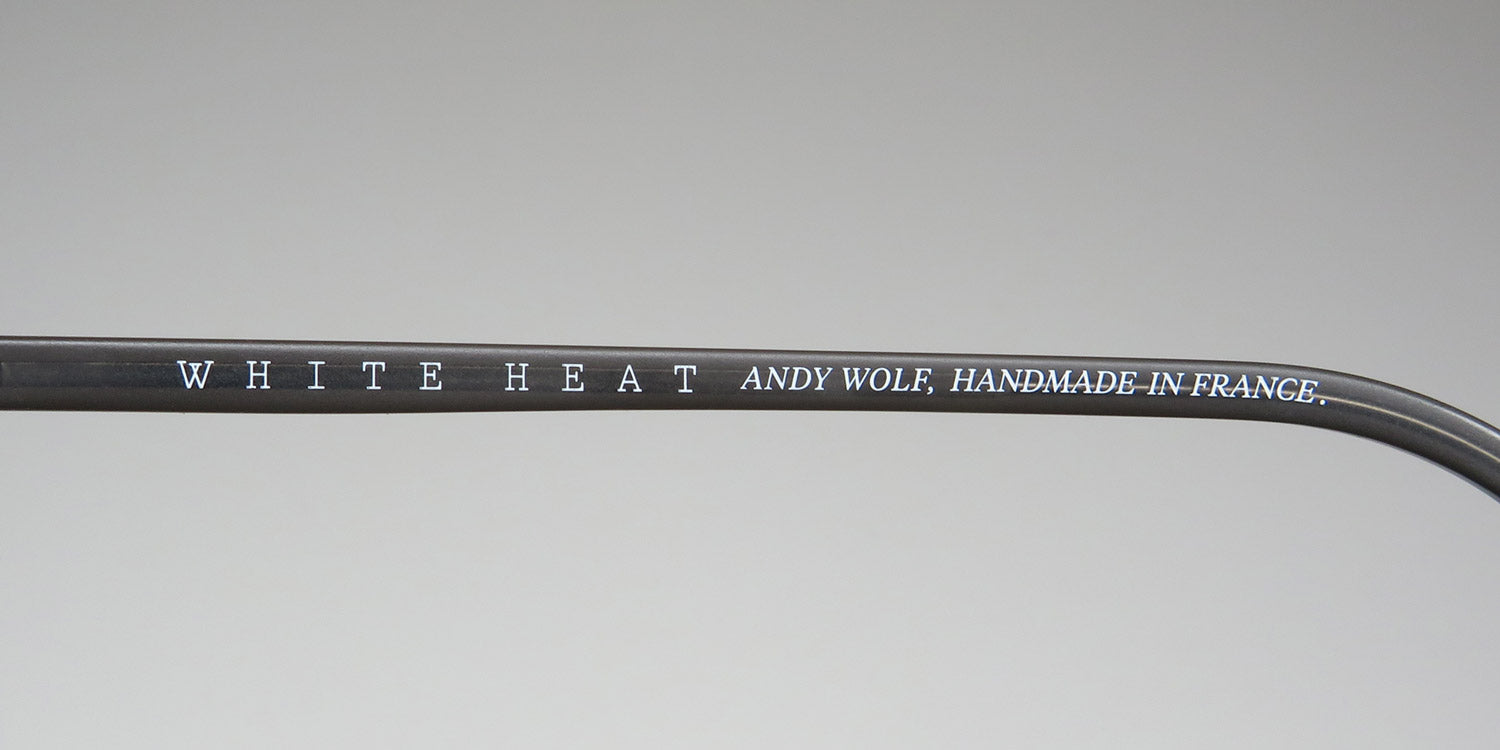 WHITE HEAT ANDY WOLF, HANDMADE IN FRANCE.